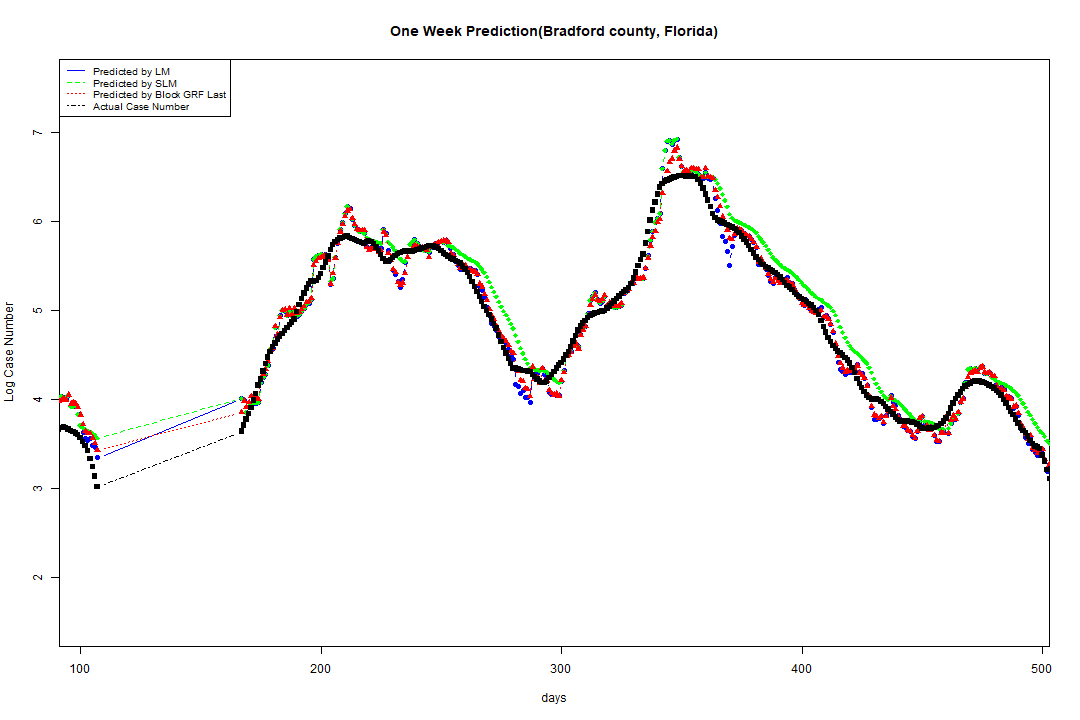 One Week Prediction(Bradford county, Florida)
Predicted by LM
Predicted by SLM
Predicted by Block GRF Last
Actual Case Number
7
6
5
4
3
2
Log Case Number
100 200 300 400 500
days